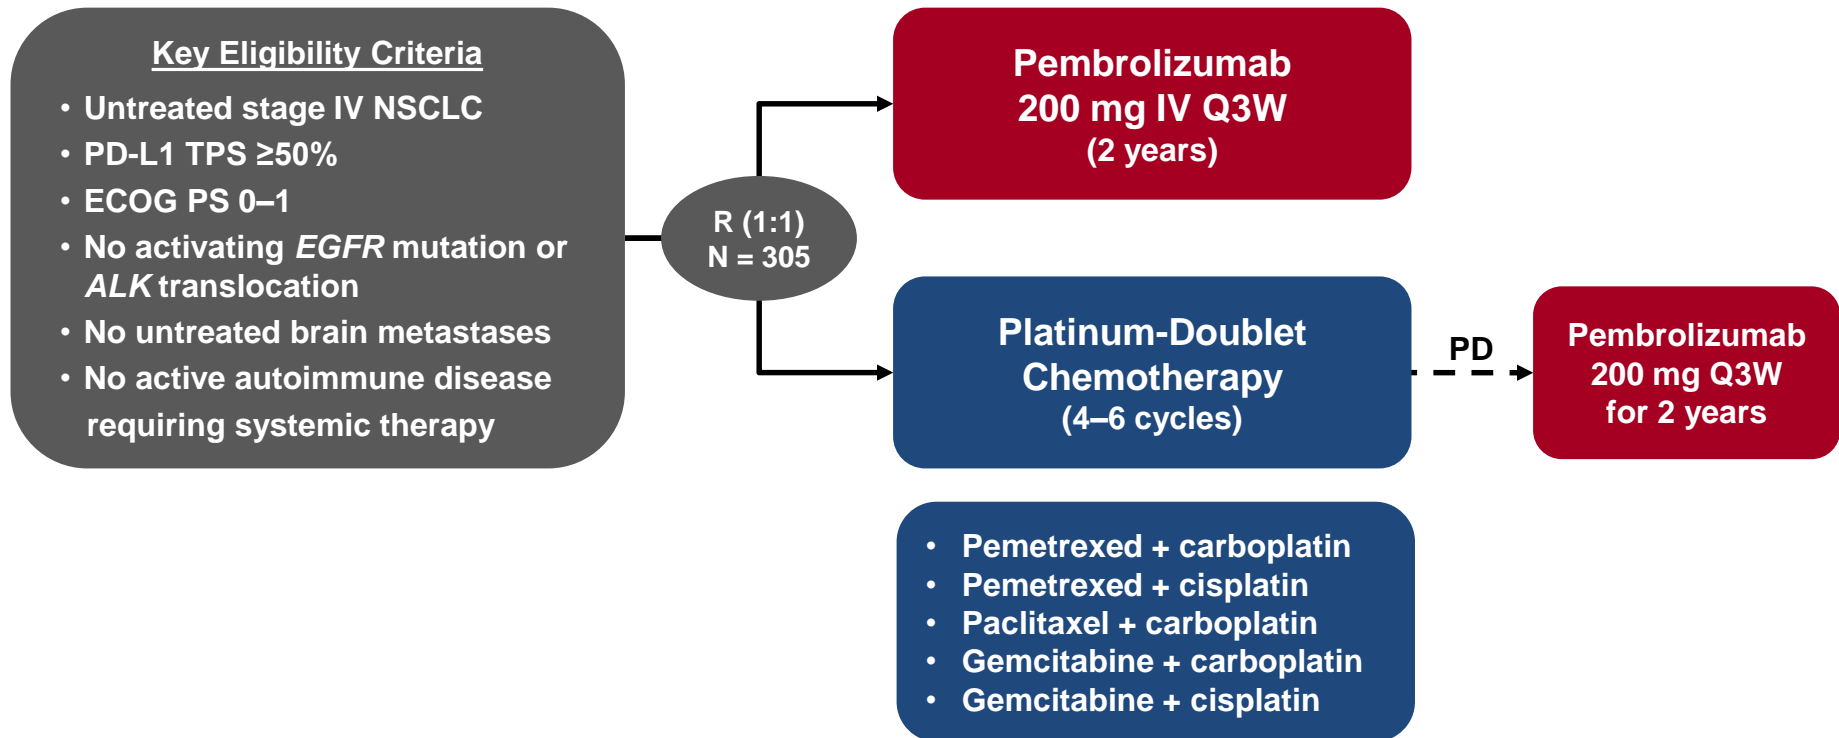 Key Eligibility Criteria
• Untreated stage IV NSCLC
• PD-L1 TPS ≥50%
• ECOG PS 0–1
• No activating EGFR mutation or
ALK translocation
• No untreated brain metastases
• No active autoimmune disease
requiring systemic therapy
R (1:1)
N = 305
Pembrolizumab
200 mg IV Q3W
(2 years)
Platinum-Doublet
Chemotherapy
(4–6 cycles)
PD
Pembrolizumab
200 mg Q3W
for 2 years
• Pemetrexed + carboplatin
• Pemetrexed + cisplatin
• Paclitaxel + carboplatin
• Gemcitabine + carboplatin
• Gemcitabine + cisplatin